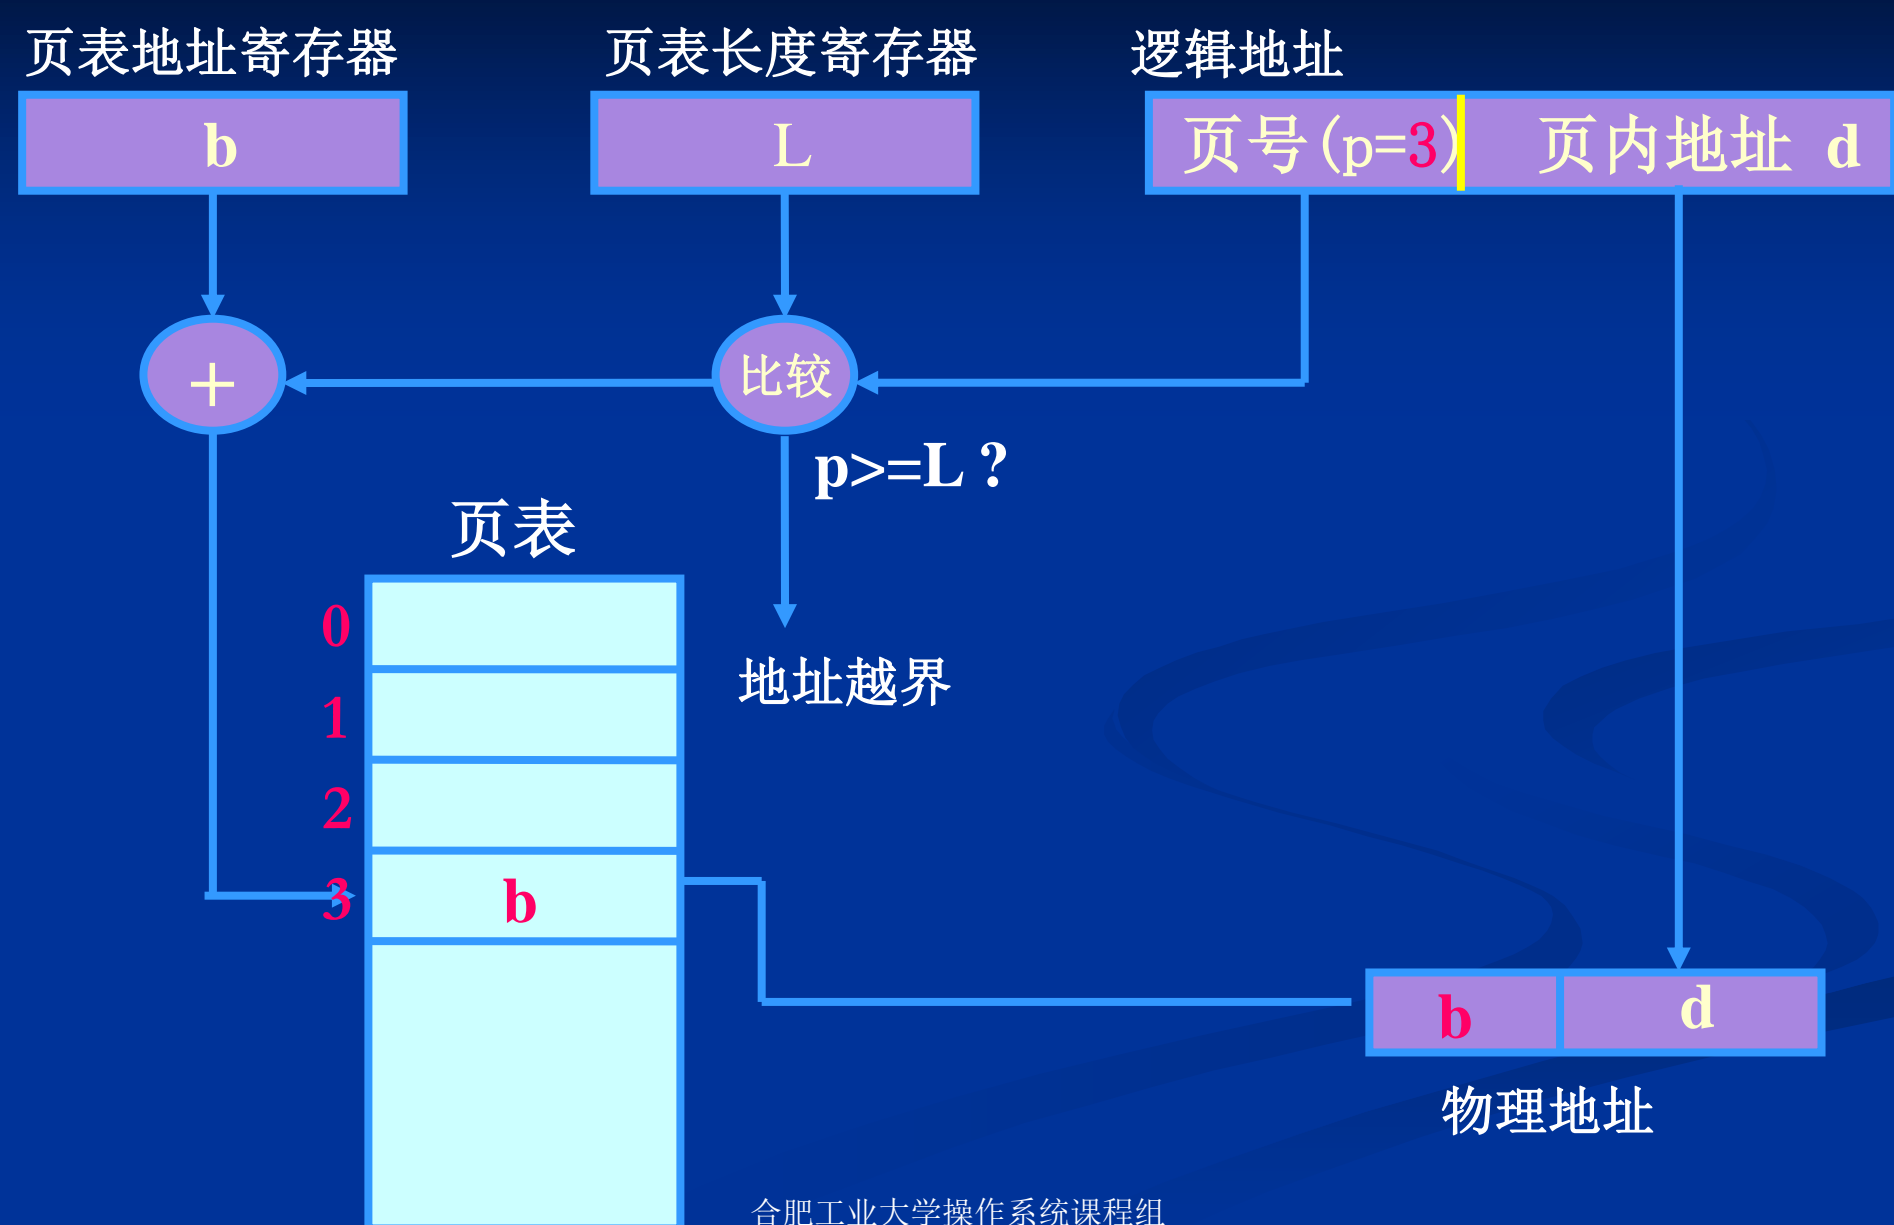 页表地址寄存器
页表长度寄存器
逻辑地址
b
L
页号(p=3)
页内地址 d
+
比较
p>=L ?
页表
0
1
2
3
b
地址越界
b
d
物理地址
合肥工业大学操作系统课程组